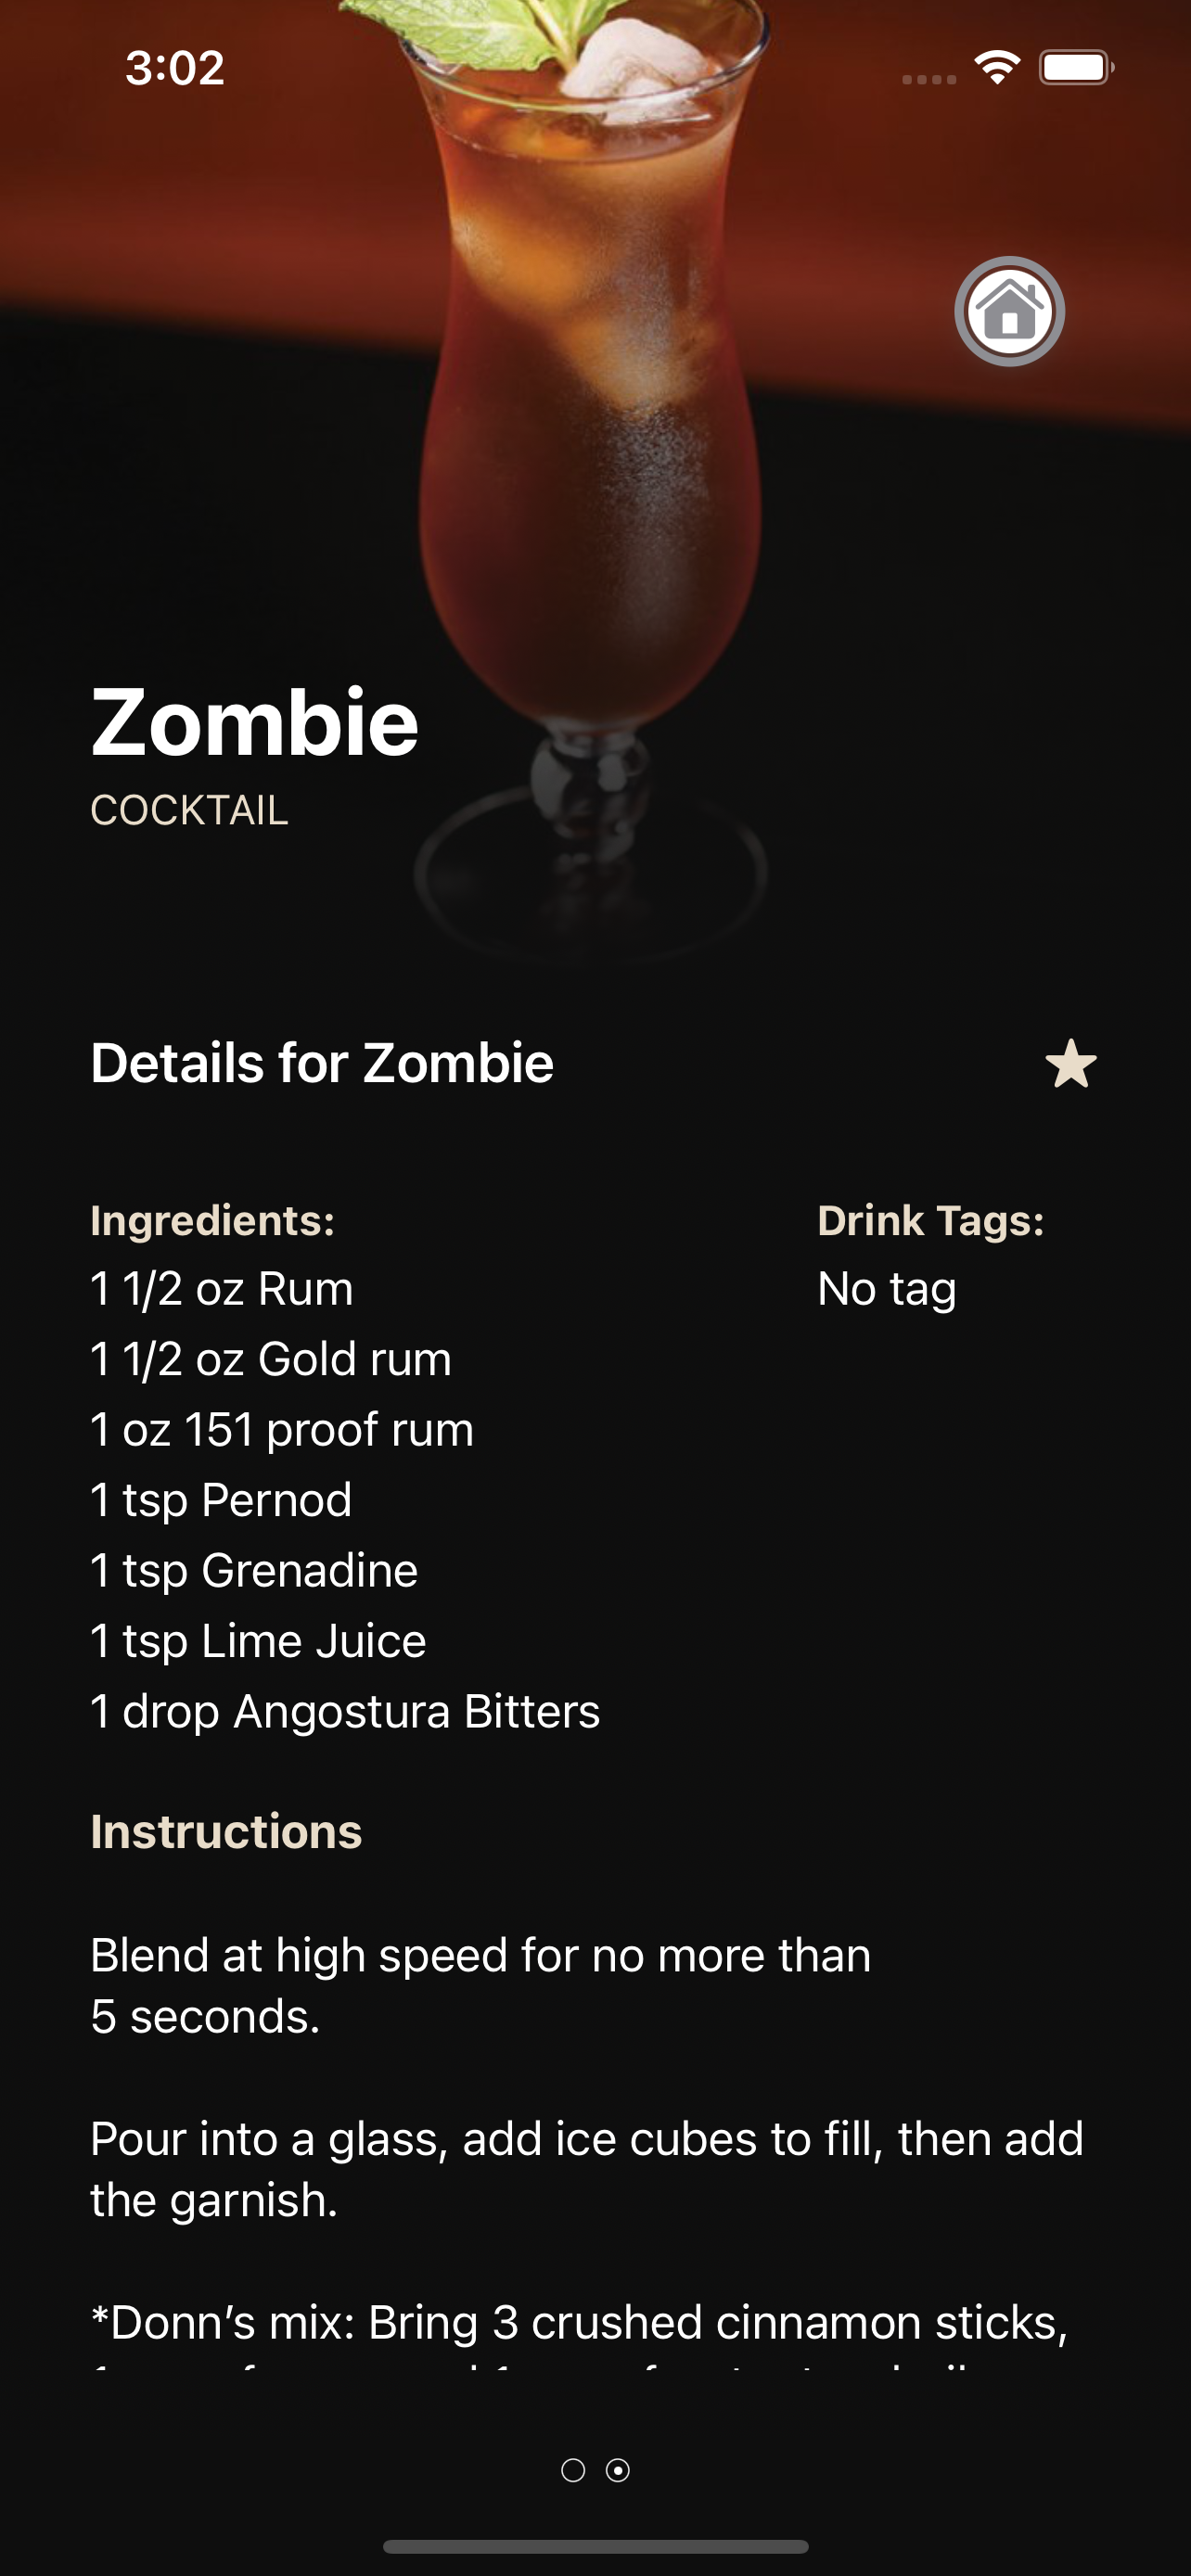 3:02
Zombie
COCKTAIL
Details for Zombie
Ingredients:
1 1/2 oz Rum
1 1/2 oz Gold rum
1 oz 151 proof rum
1 tsp Pernod
1 tsp Grenadine
1 tsp Lime Juice
1 drop Angostura Bitters
Drink Tags:
No tag
Instructions
Blend at high speed for no more than
5 seconds.
Pour into a glass, add ice cubes to fill, then add
the garnish.
*Donn’s mix: Bring 3 crushed cinnamon sticks,